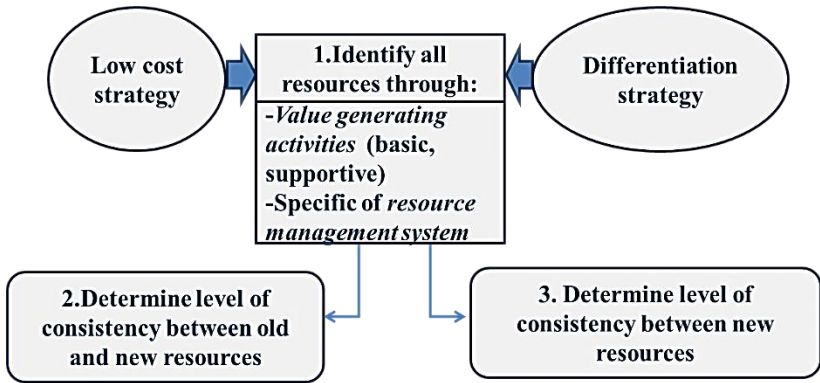 Low cost
strategy
1.Identify all
resources through:
-Value generating
activities (basic,
supportive)
-Specific of resource
management system
Differentiation
strategy
2.Determine level of
consistency between old
and new resources
3. Determine level of
consistency between new
resources